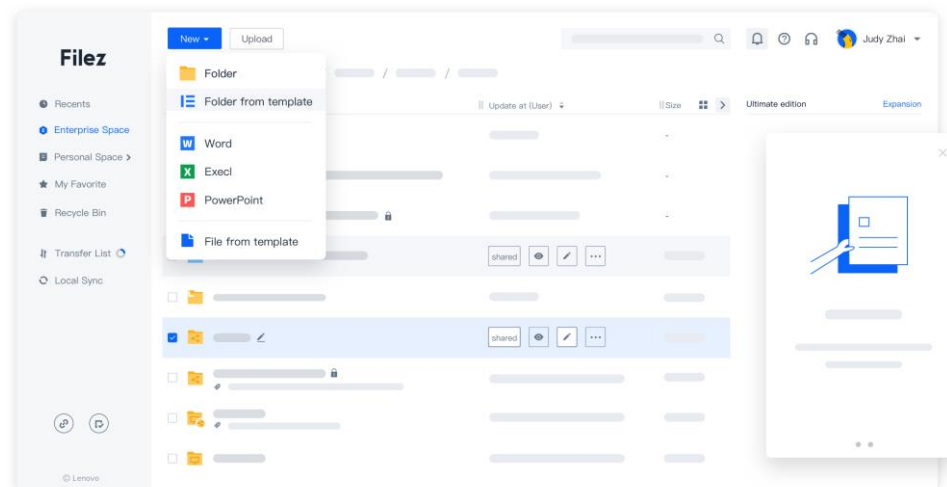 Filez
Recents
Enterprise Space
Personal Space >
My Favorite
Recycle Bin
Transfer List
Local Sync
© Lenovo
New
Upload
Folder
Folder from template
Word
Execl
PowerPoint
File from template
/ /
Update at (User)
Size
-
-
-
shared
shared
Judy Zhai
Ultimate edition
Expansion